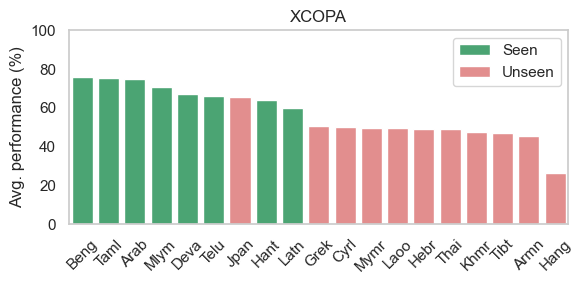 XCOPA
Avg. performance (%)
100
80
60
40
20
0
Seen
Unseen
Beng Taml Arab Mlym Deva Telu Jpan Hant Latn Grek Cyrl Mymr Laoo Hebr Thai Khmr Tibt Armn Hang